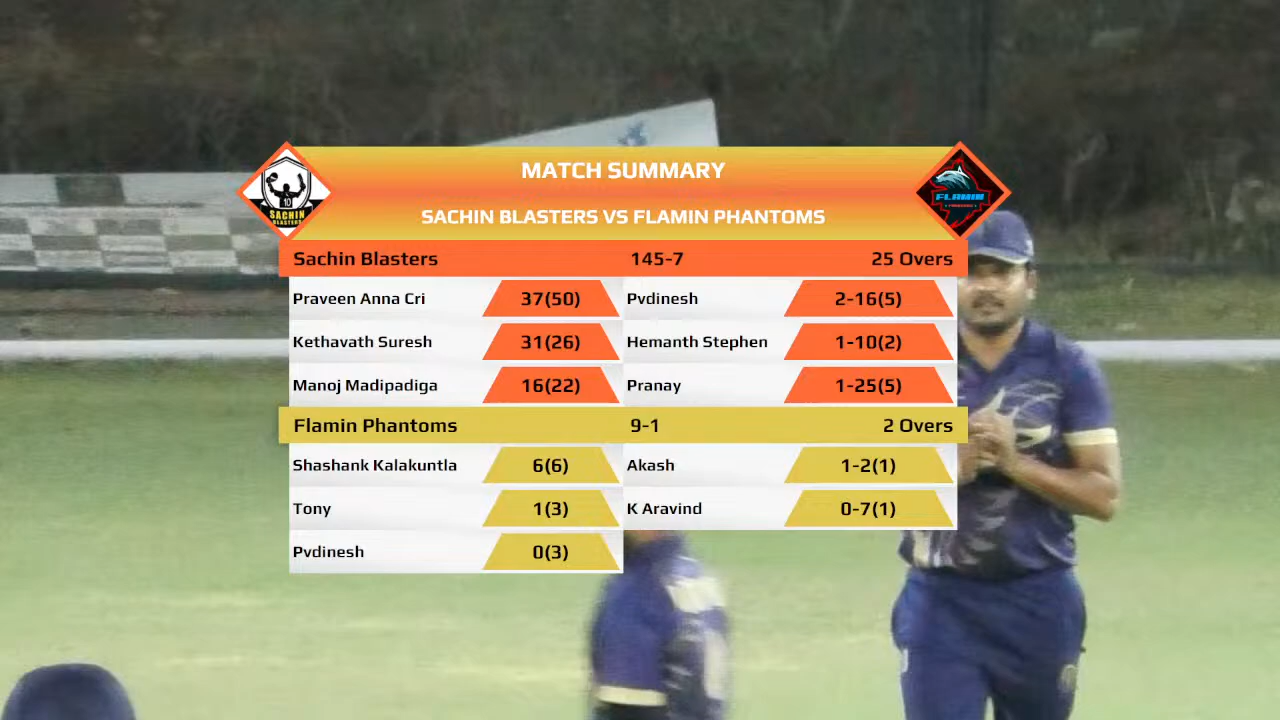 MATCH SUMMARY
SACHIN BLASTERS VS FLAMIN PHANTOMS
10
SACHIN
BLASTERS
FLAMIN
Sachin Blasters 145-7 25 Overs
Praveen Anna Cri 37(50) Pvdinesh 2-16(5)
Kethavath Suresh 31(26) Hemanth Stephen 1-10(2)
Manoj Madipadiga 16(22) Pranay 1-25(5)
Flamin Phantoms 9-1 2 Overs
Shashank Kalakuntla 6(6) Akash 1-2(1)
Tony 1(3) K Aravind 0-7(1)
Pvdinesh 0(3)